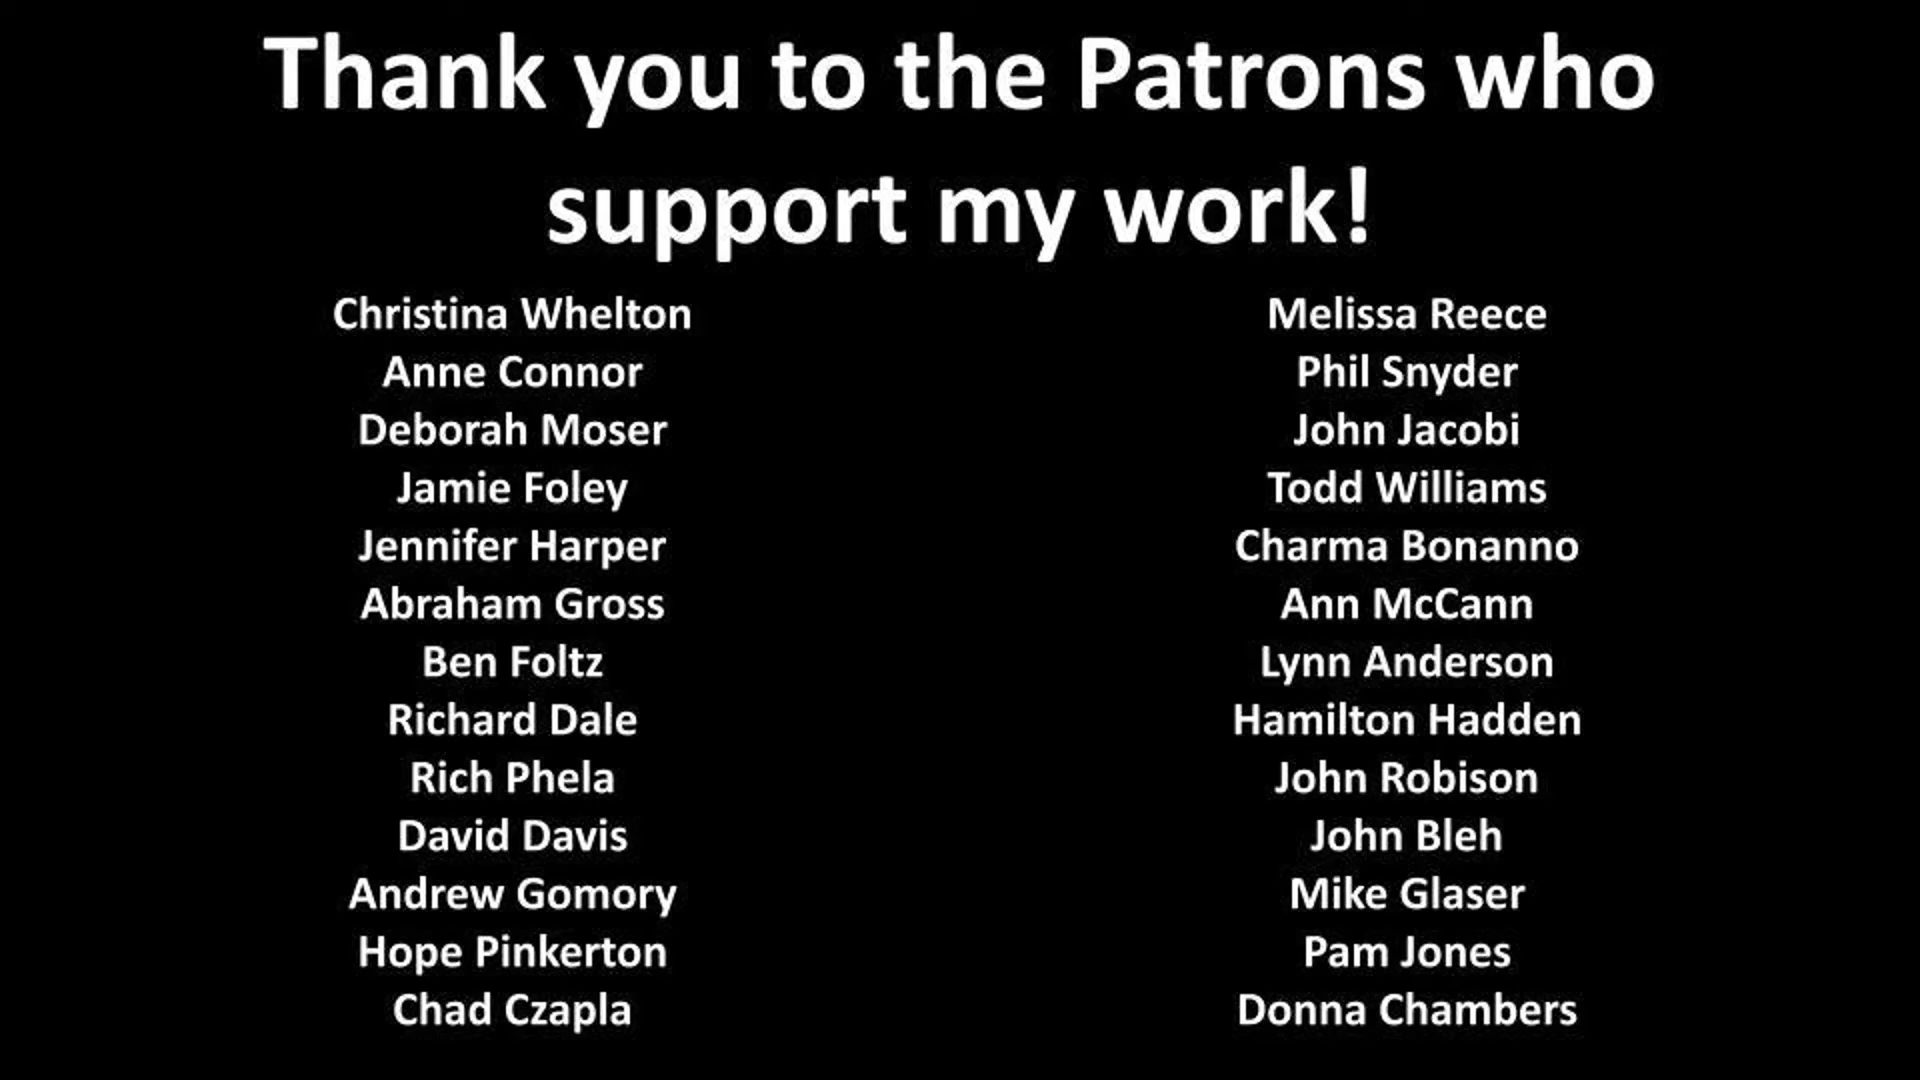 Thank you to the Patrons who
support my work!
Christina Whelton
Anne Connor
Deborah Moser
Jamie Foley
Jennifer Harper
Abraham Gross
Ben Foltz
Richard Dale
Rich Phela
David Davis
Andrew Gomory
Hope Pinkerton
Chad Czapla
Melissa Reece
Phil Snyder
John Jacobi
Todd Williams
Charma Bonanno
Ann McCann
Lynn Anderson
Hamilton Hadden
John Robison
John Bleh
Mike Glaser
Pam Jones
Donna Chambers